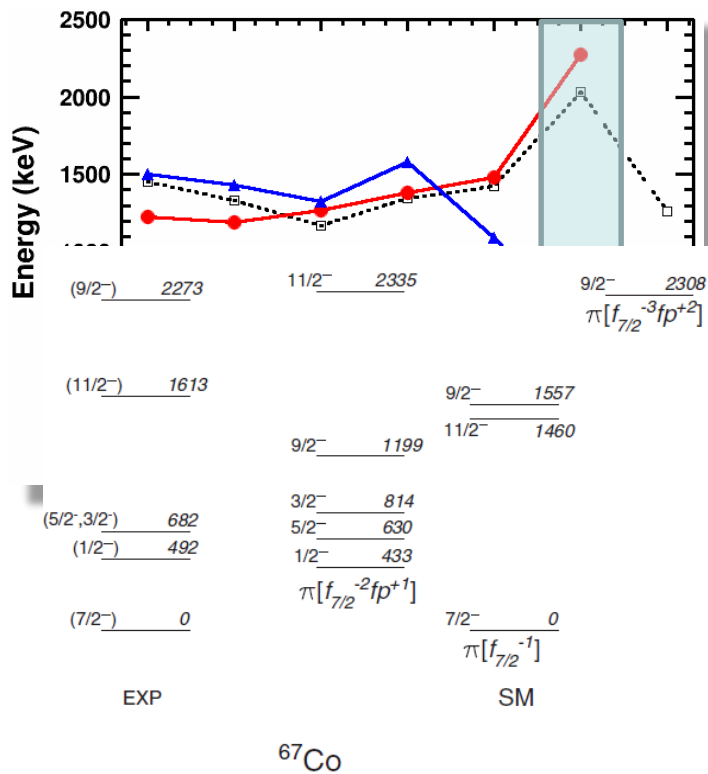 2500
2000
1500
1000
Energy (keV)
(9/2⁻) 2273
11/2⁻ 2335
9/2⁻ 2308
π[f₇/₂⁻³fp⁺²]
(11/2⁻) 1613
9/2⁻ 1557
11/2⁻ 1460
9/2⁻ 1199
3/2⁻ 814
(5/2⁻,3/2⁻) 682
5/2⁻ 630
(1/2⁻) 492
1/2⁻ 433
π[f₇/₂⁻²fp⁺¹]
(7/2⁻) 0
7/2⁻ 0
π[f₇/₂⁻¹]
EXP
SM
⁶⁷Co